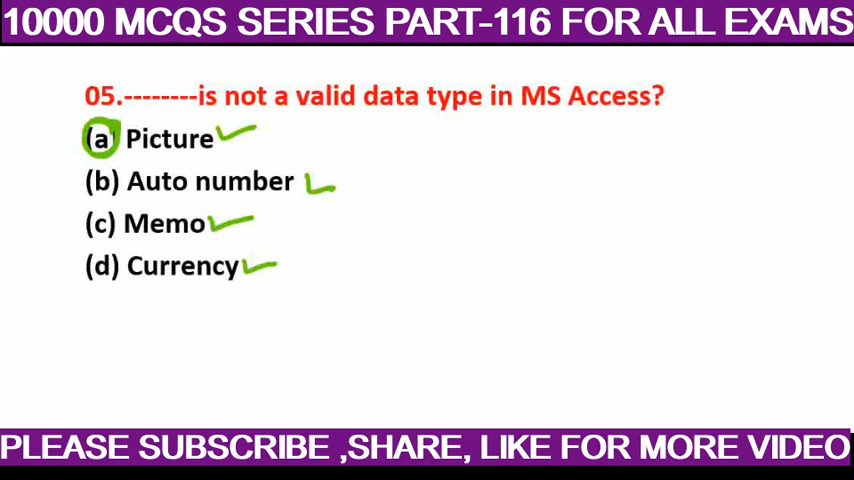 10000 MCQS SERIES PART-116 FOR ALL EXAMS
05.--------is not a valid data type in MS Access?
(a) Picture
(b) Auto number
(c) Memo
(d) Currency
PLEASE SUBSCRIBE ,SHARE, LIKE FOR MORE VIDEO